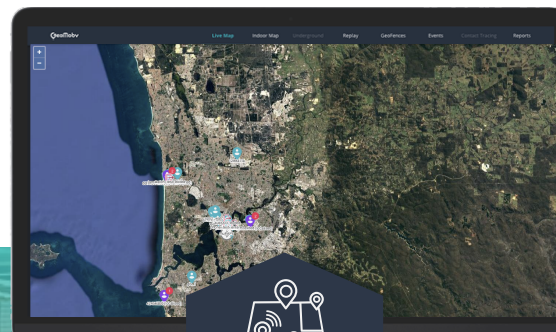 GeoMoby Live Map Indoor Map Underground Replay GeoFences Events Contact Tracing Reports
+
−